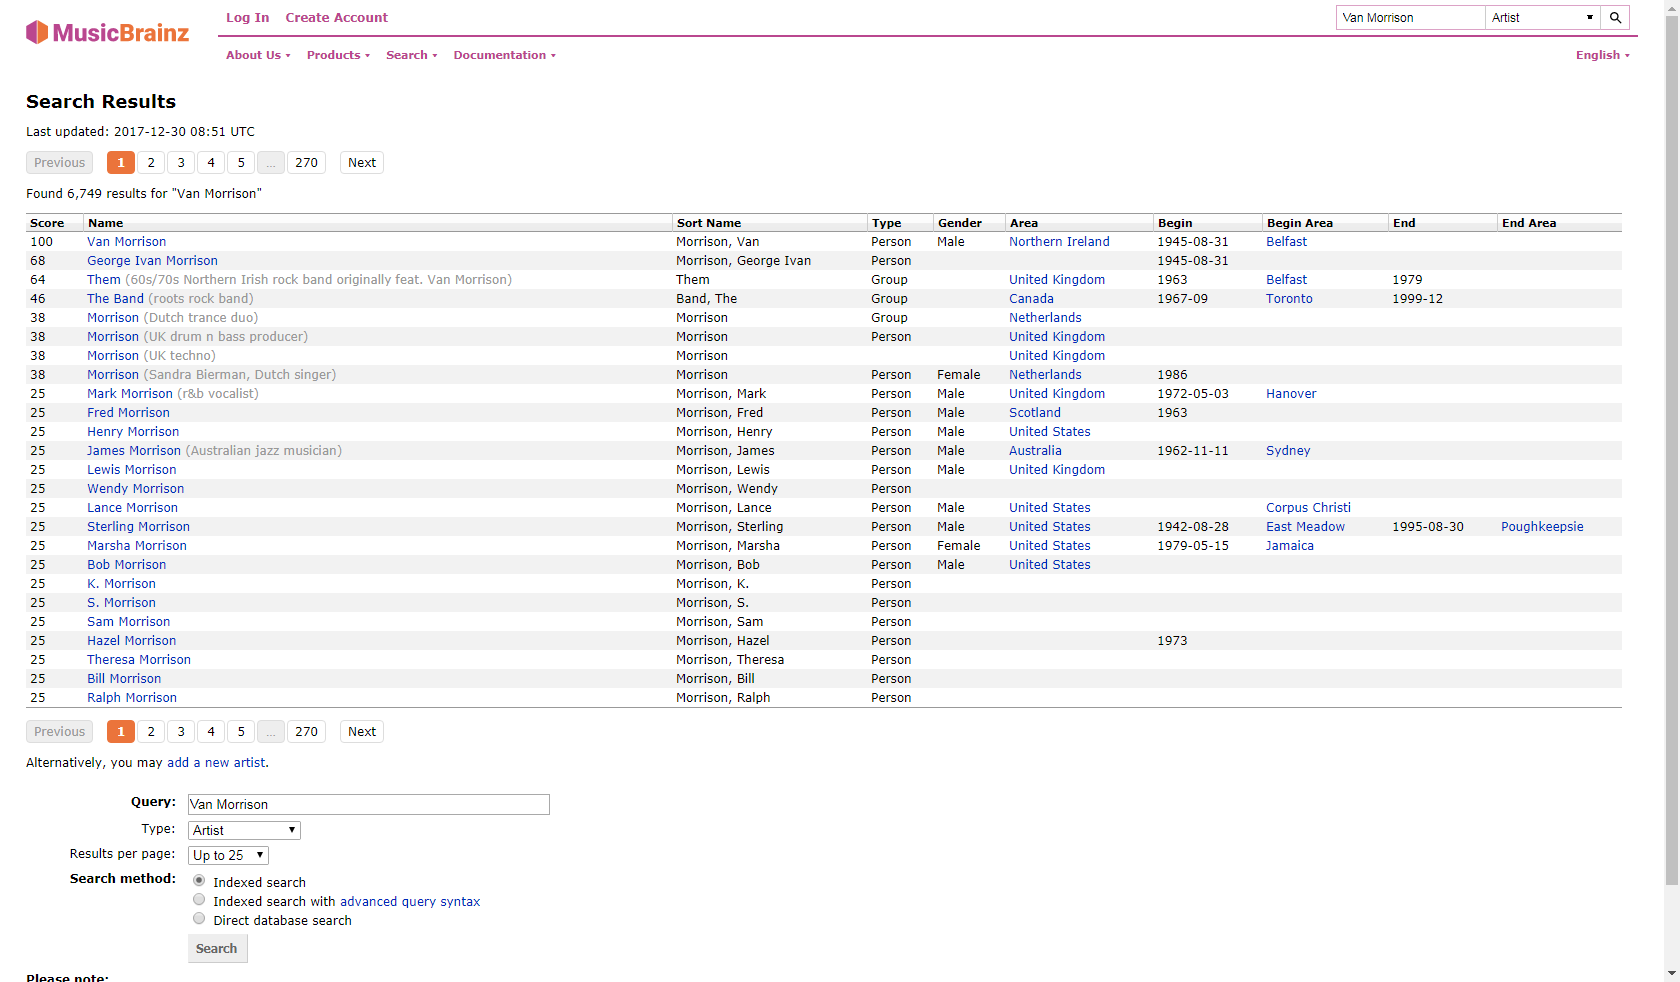 MusicBrainz
Log In Create Account
Van Morrison Artist
About Us Products Search Documentation English
Search Results
Last updated: 2017-12-30 08:51 UTC
Previous 1 2 3 4 5 ... 270 Next
Found 6,749 results for "Van Morrison"
Score Name Sort Name Type Gender Area Begin Begin Area End End Area
100 Van Morrison Morrison, Van Person Male Northern Ireland 1945-08-31 Belfast
68 George Ivan Morrison Morrison, George Ivan Person 1945-08-31
64 Them (60s/70s Northern Irish rock band originally feat. Van Morrison) Them Group United Kingdom 1963 Belfast 1979
46 The Band (roots rock band) Band, The Group Canada 1967-09 Toronto 1999-12
38 Morrison (Dutch trance duo) Morrison Group Netherlands
38 Morrison (UK drum n bass producer) Morrison Person United Kingdom
38 Morrison (UK techno) Morrison United Kingdom
38 Morrison (Sandra Bierman, Dutch singer) Morrison Person Female Netherlands 1986
25 Mark Morrison (r&b vocalist) Morrison, Mark Person Male United Kingdom 1972-05-03 Hanover
25 Fred Morrison Morrison, Fred Person Male Scotland 1963
25 Henry Morrison Morrison, Henry Person Male United States
25 James Morrison (Australian jazz musician) Morrison, James Person Male Australia 1962-11-11 Sydney
25 Lewis Morrison Morrison, Lewis Person Male United Kingdom
25 Wendy Morrison Morrison, Wendy Person
25 Lance Morrison Morrison, Lance Person Male United States Corpus Christi
25 Sterling Morrison Morrison, Sterling Person Male United States 1942-08-28 East Meadow 1995-08-30 Poughkeepsie
25 Marsha Morrison Morrison, Marsha Person Female United States 1979-05-15 Jamaica
25 Bob Morrison Morrison, Bob Person Male United States
25 K. Morrison Morrison, K. Person
25 S. Morrison Morrison, S. Person
25 Sam Morrison Morrison, Sam Person
25 Hazel Morrison Morrison, Hazel Person 1973
25 Theresa Morrison Morrison, Theresa Person
25 Bill Morrison Morrison, Bill Person
25 Ralph Morrison Morrison, Ralph Person
Previous 1 2 3 4 5 ... 270 Next
Alternatively, you may add a new artist.
Query: Van Morrison
Type: Artist
Results per page: Up to 25
Search method: Indexed search
Indexed search with advanced query syntax
Direct database search
Search
Please note: